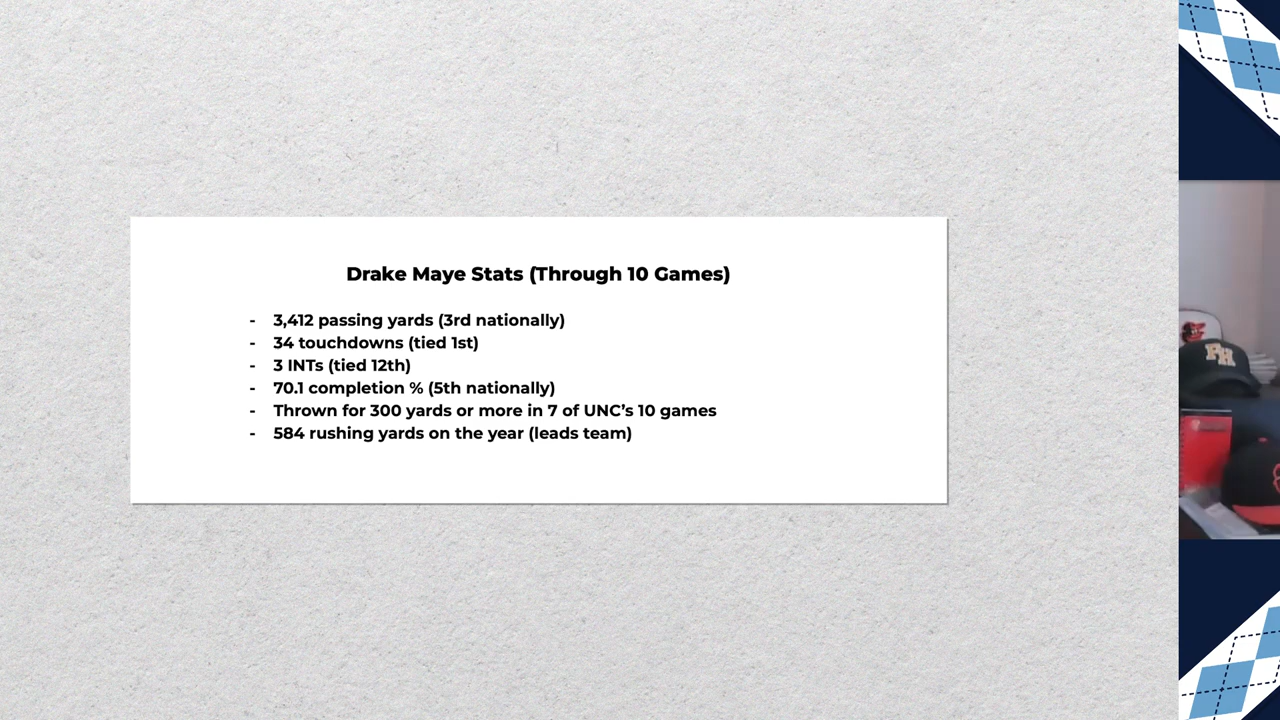 Drake Maye Stats (Through 10 Games)
- 3,412 passing yards (3rd nationally)
- 34 touchdowns (tied 1st)
- 3 INTs (tied 12th)
- 70.1 completion % (5th nationally)
- Thrown for 300 yards or more in 7 of UNC’s 10 games
- 584 rushing yards on the year (leads team)
PH